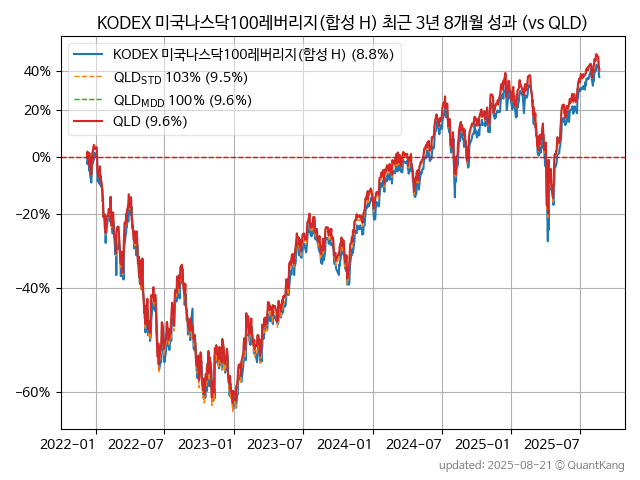 KODEX 미국나스닥100레버리지(합성 H) 최근 3년 8개월 성과 (vs QLD)
KODEX 미국나스닥100레버리지(합성 H) (8.8%)
QLD_STD 103% (9.5%)
QLD_MDD 100% (9.6%)
QLD (9.6%)
40%
20%
0%
−20%
−40%
−60%
2022-01 2022-07 2023-01 2023-07 2024-01 2024-07 2025-01 2025-07
updated: 2025-08-21 © QuantKang